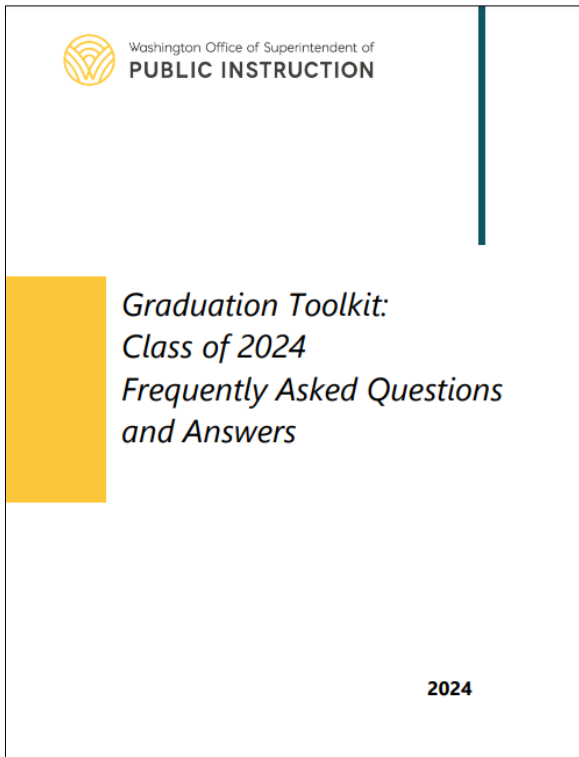 Washington Office of Superintendent of
PUBLIC INSTRUCTION
Graduation Toolkit:
Class of 2024
Frequently Asked Questions
and Answers
2024